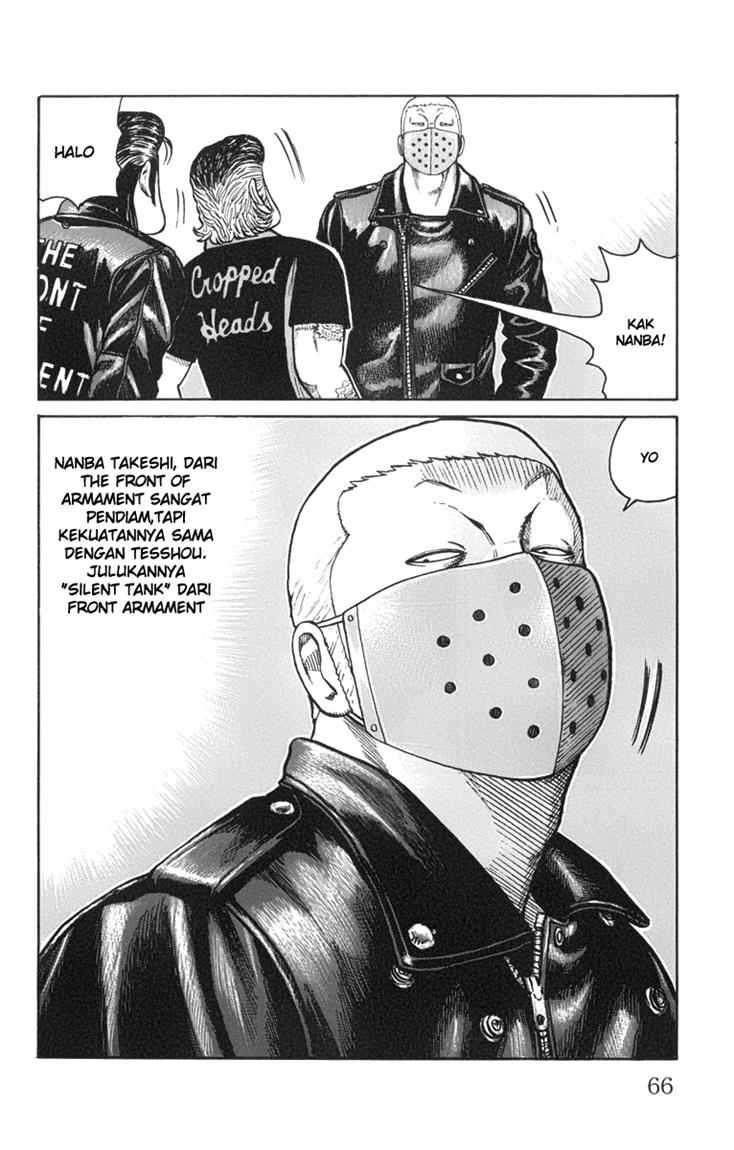 HALO
THE
ONT
F
ENT
Cropped
Heads
KAK
NANBA!
YO
NANBA TAKESHI, DARI
THE FRONT OF
ARMAMENT SANGAT
PENDIAM,TAPI
KEKUATANNYA SAMA
DENGAN TESSHOU.
JULUKANNYA
"SILENT TANK" DARI
FRONT ARMAMENT
66